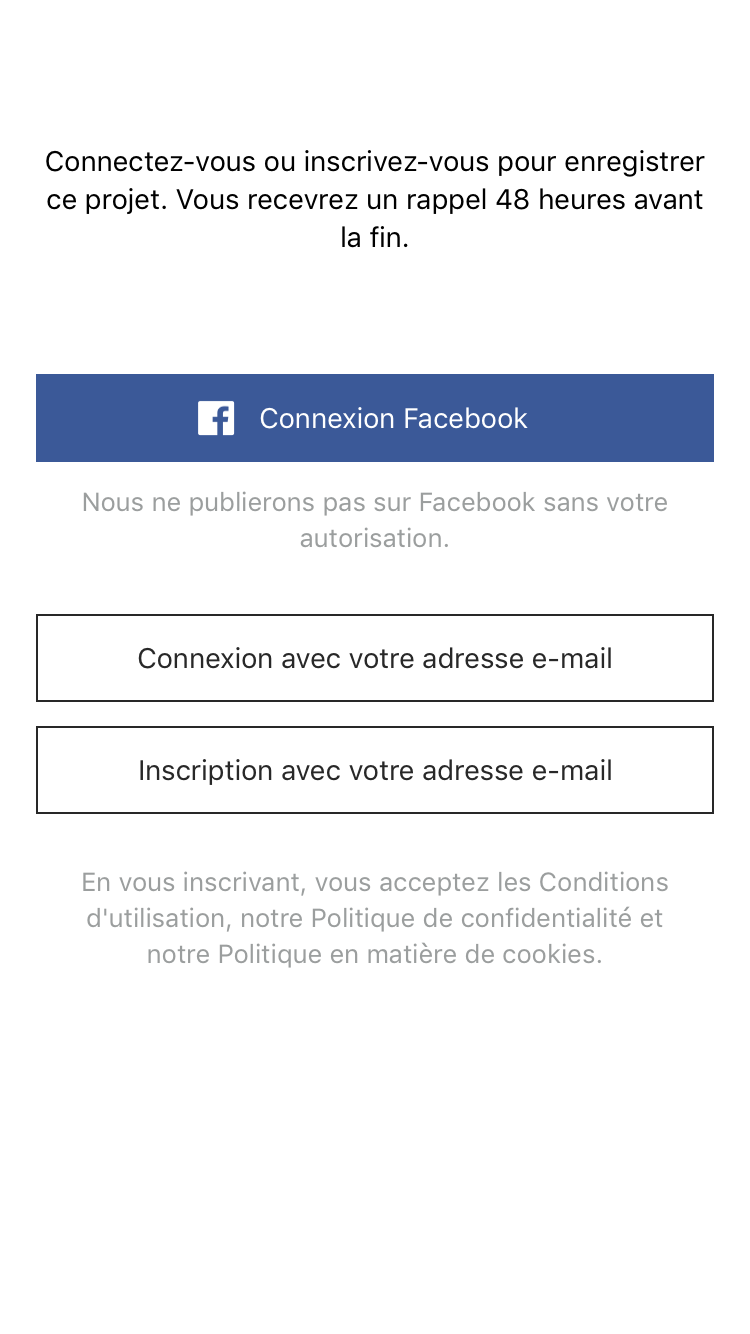 Connectez-vous ou inscrivez-vous pour enregistrer
ce projet. Vous recevrez un rappel 48 heures avant
la fin.
Connexion Facebook
Nous ne publierons pas sur Facebook sans votre
autorisation.
Connexion avec votre adresse e-mail
Inscription avec votre adresse e-mail
En vous inscrivant, vous acceptez les Conditions
d'utilisation, notre Politique de confidentialité et
notre Politique en matière de cookies.